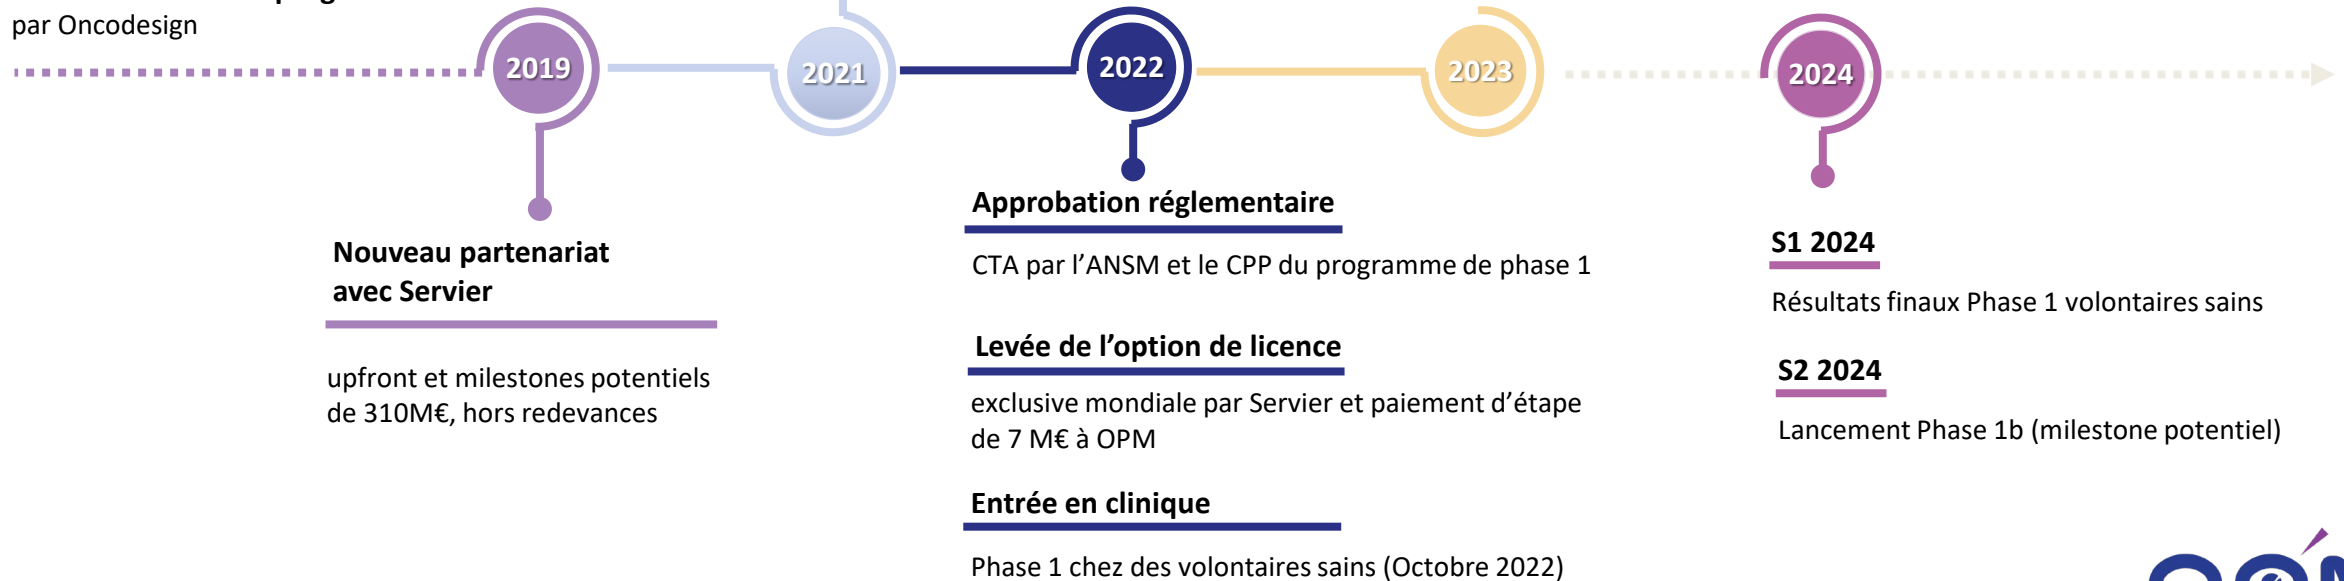 par Oncodesign
2019
2021
2022
2023
2024
Nouveau partenariat
avec Servier
upfront et milestones potentiels
de 310M€, hors redevances
Approbation réglementaire
CTA par l’ANSM et le CPP du programme de phase 1
Levée de l’option de licence
exclusive mondiale par Servier et paiement d’étape
de 7 M€ à OPM
Entrée en clinique
Phase 1 chez des volontaires sains (Octobre 2022)
S1 2024
Résultats finaux Phase 1 volontaires sains
S2 2024
Lancement Phase 1b (milestone potentiel)